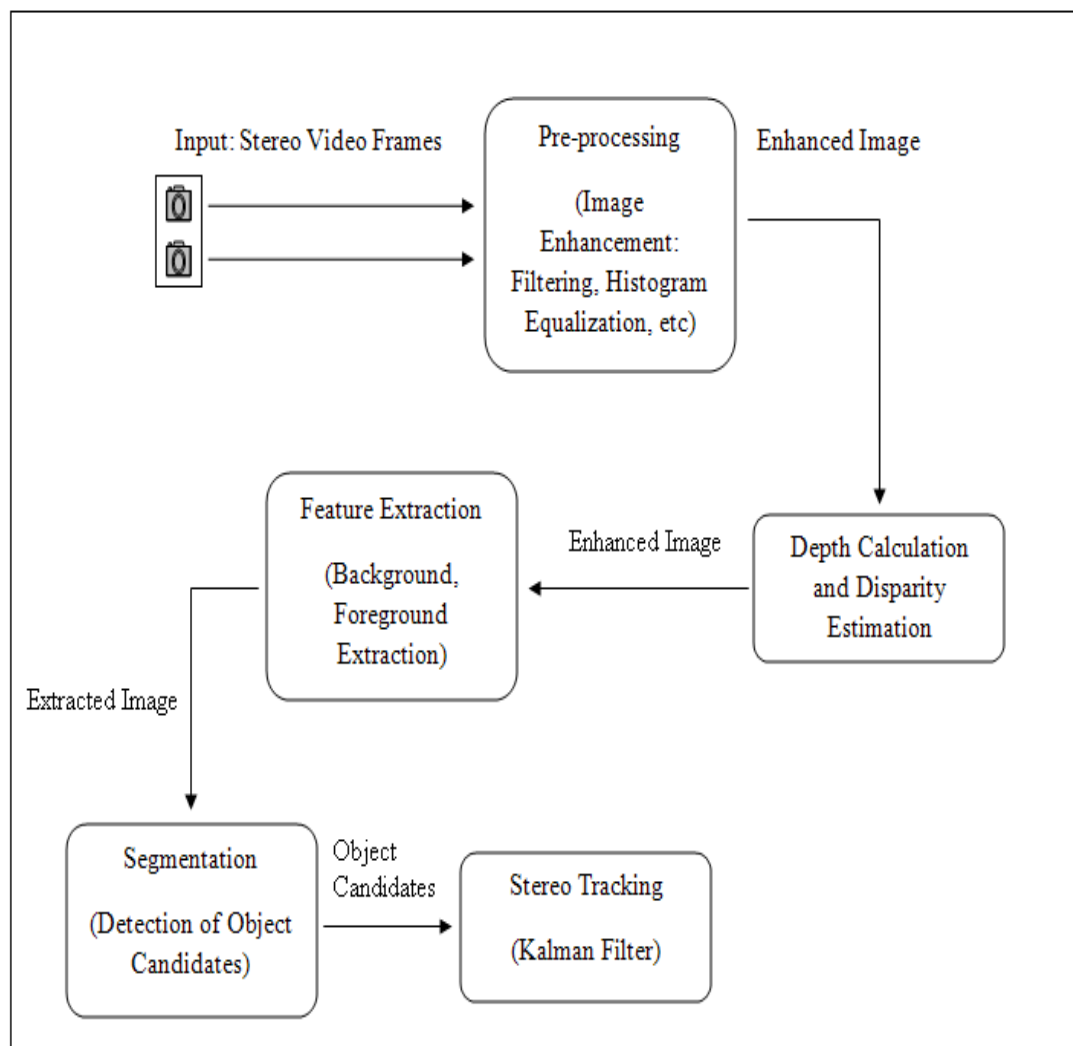 Input: Stereo Video Frames
Pre-processing
(Image
Enhancement:
Filtering, Histogram
Equalization, etc)
Enhanced Image
Depth Calculation
and Disparity
Estimation
Enhanced Image
Feature Extraction
(Background,
Foreground
Extraction)
Extracted Image
Segmentation
(Detection of Object
Candidates)
Object
Candidates
Stereo Tracking
(Kalman Filter)